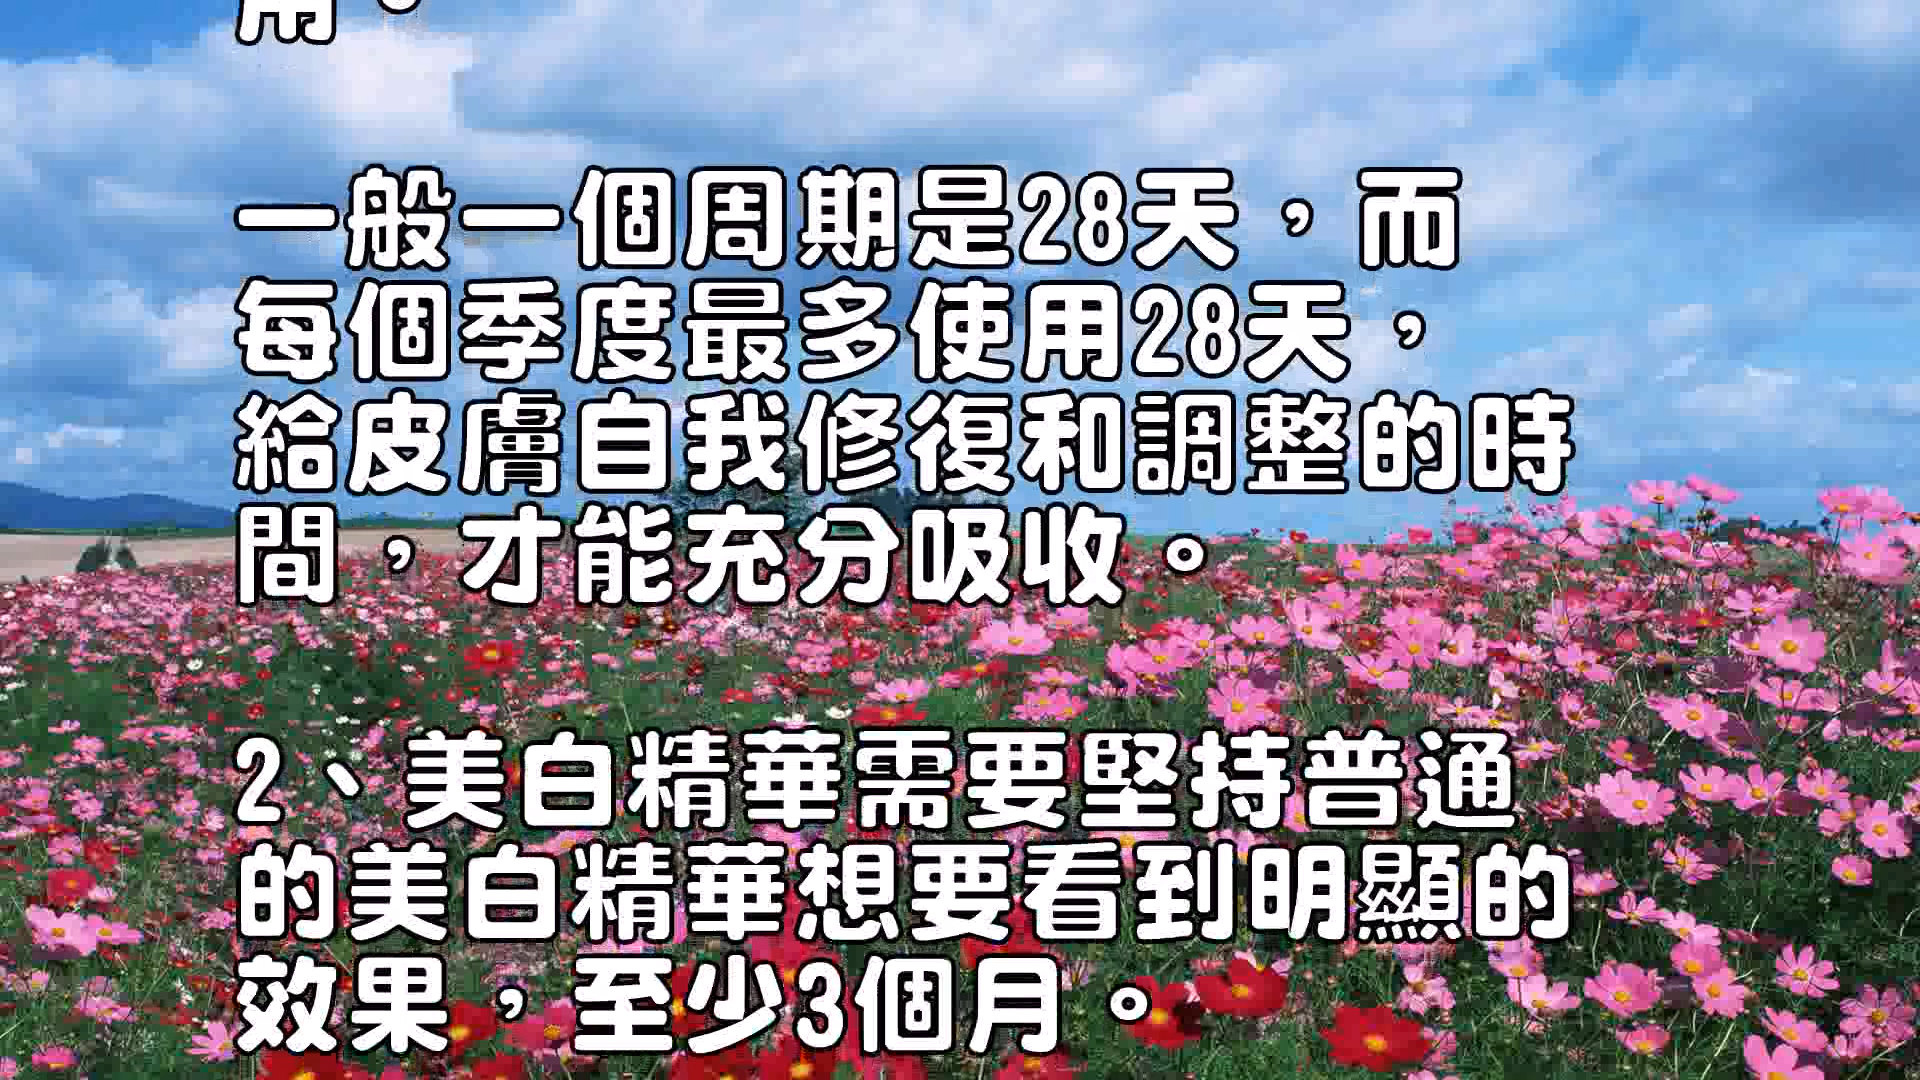 用。
一般一個周期是28天，而
每個季度最多使用28天，
給皮膚自我修復和調整的時
間，才能充分吸收。
2、美白精華需要堅持普通
的美白精華想要看到明顯的
效果，至少3個月。